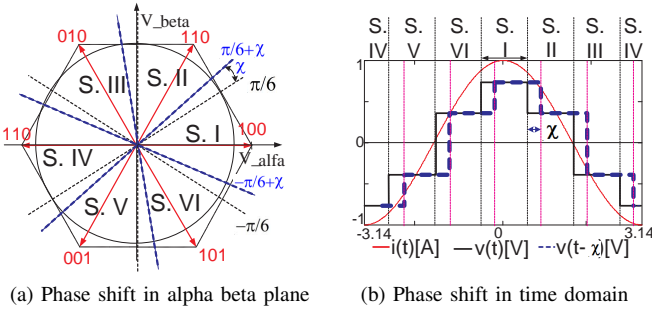 V_beta
010
110
π/6+χ
χ
π/6
S. III
S. II
110
S. I
100
V_alfa
S. IV
-π/6+χ
S. V
S. VI
-π/6
001
101
(a) Phase shift in alpha beta plane
S. S. S. S. S. S. S.
IV V VI I II III IV
1
0
χ
-1
-3.14 0 3.14
i(t)[A] v(t)[V] v(t-χ)[V]
(b) Phase shift in time domain